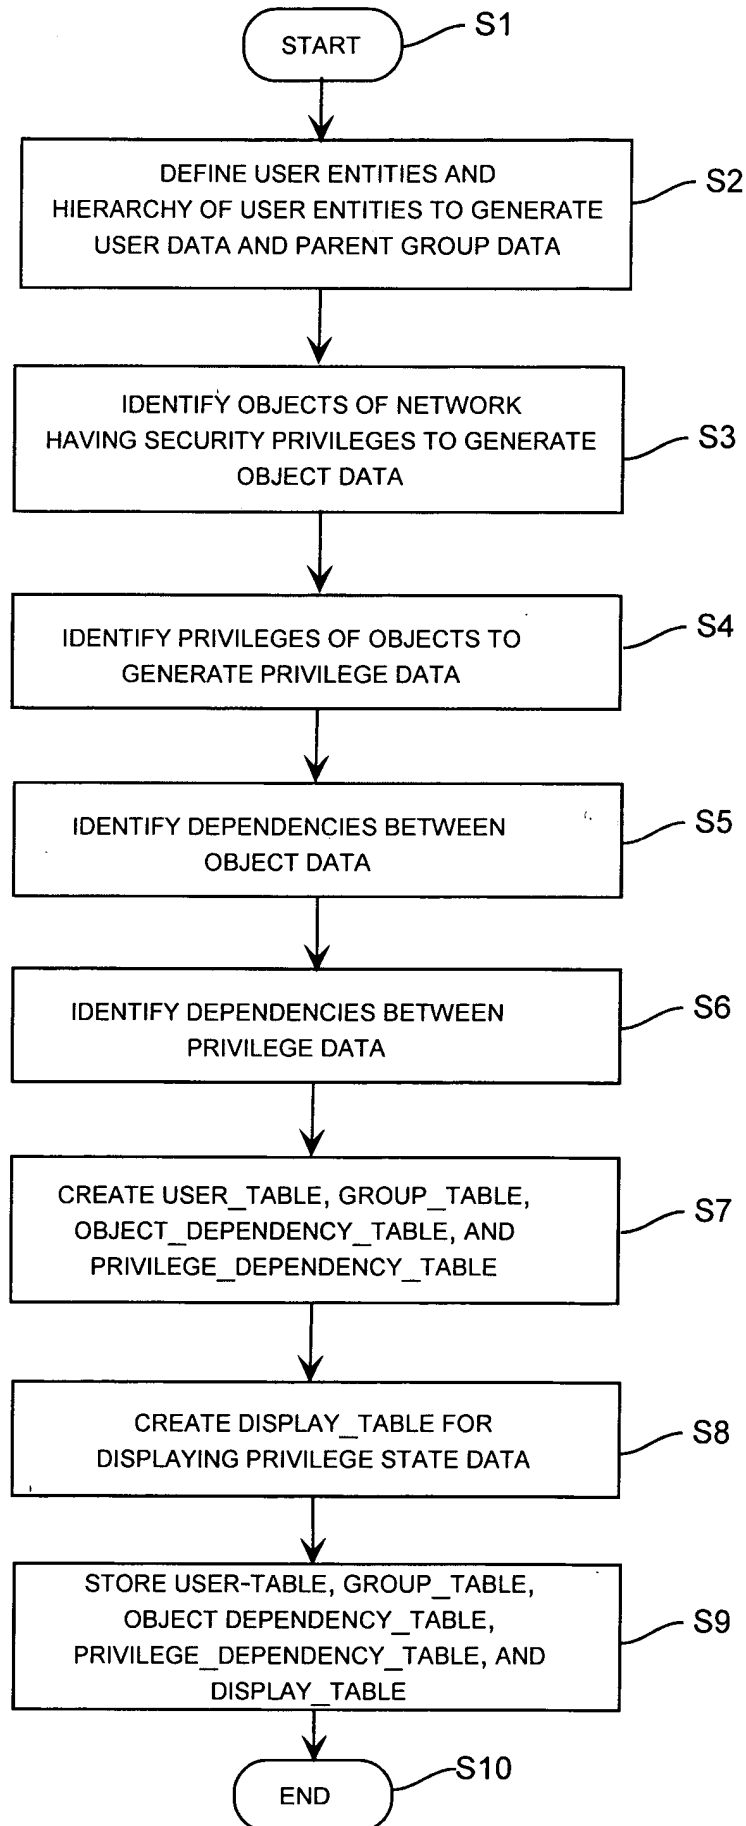 START
S1
DEFINE USER ENTITIES AND
HIERARCHY OF USER ENTITIES TO GENERATE
USER DATA AND PARENT GROUP DATA
S2
IDENTIFY OBJECTS OF NETWORK
HAVING SECURITY PRIVILEGES TO GENERATE
OBJECT DATA
S3
IDENTIFY PRIVILEGES OF OBJECTS TO
GENERATE PRIVILEGE DATA
S4
IDENTIFY DEPENDENCIES BETWEEN
OBJECT DATA
S5
IDENTIFY DEPENDENCIES BETWEEN
PRIVILEGE DATA
S6
CREATE USER_TABLE, GROUP_TABLE,
OBJECT_DEPENDENCY_TABLE, AND
PRIVILEGE_DEPENDENCY_TABLE
S7
CREATE DISPLAY_TABLE FOR
DISPLAYING PRIVILEGE STATE DATA
S8
STORE USER-TABLE, GROUP_TABLE,
OBJECT DEPENDENCY_TABLE,
PRIVILEGE_DEPENDENCY_TABLE, AND
DISPLAY_TABLE
S9
END
S10